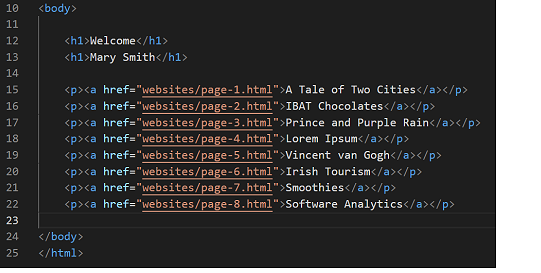 10 <body>
11
12 <h1>Welcome</h1>
13 <h1>Mary Smith</h1>
14
15 <p><a href="websites/page-1.html">A Tale of Two Cities</a></p>
16 <p><a href="websites/page-2.html">IBAT Chocolates</a></p>
17 <p><a href="websites/page-3.html">Prince and Purple Rain</a></p>
18 <p><a href="websites/page-4.html">Lorem Ipsum</a></p>
19 <p><a href="websites/page-5.html">Vincent van Gogh</a></p>
20 <p><a href="websites/page-6.html">Irish Tourism</a></p>
21 <p><a href="websites/page-7.html">Smoothies</a></p>
22 <p><a href="websites/page-8.html">Software Analytics</a></p>
23
24 </body>
25 </html>